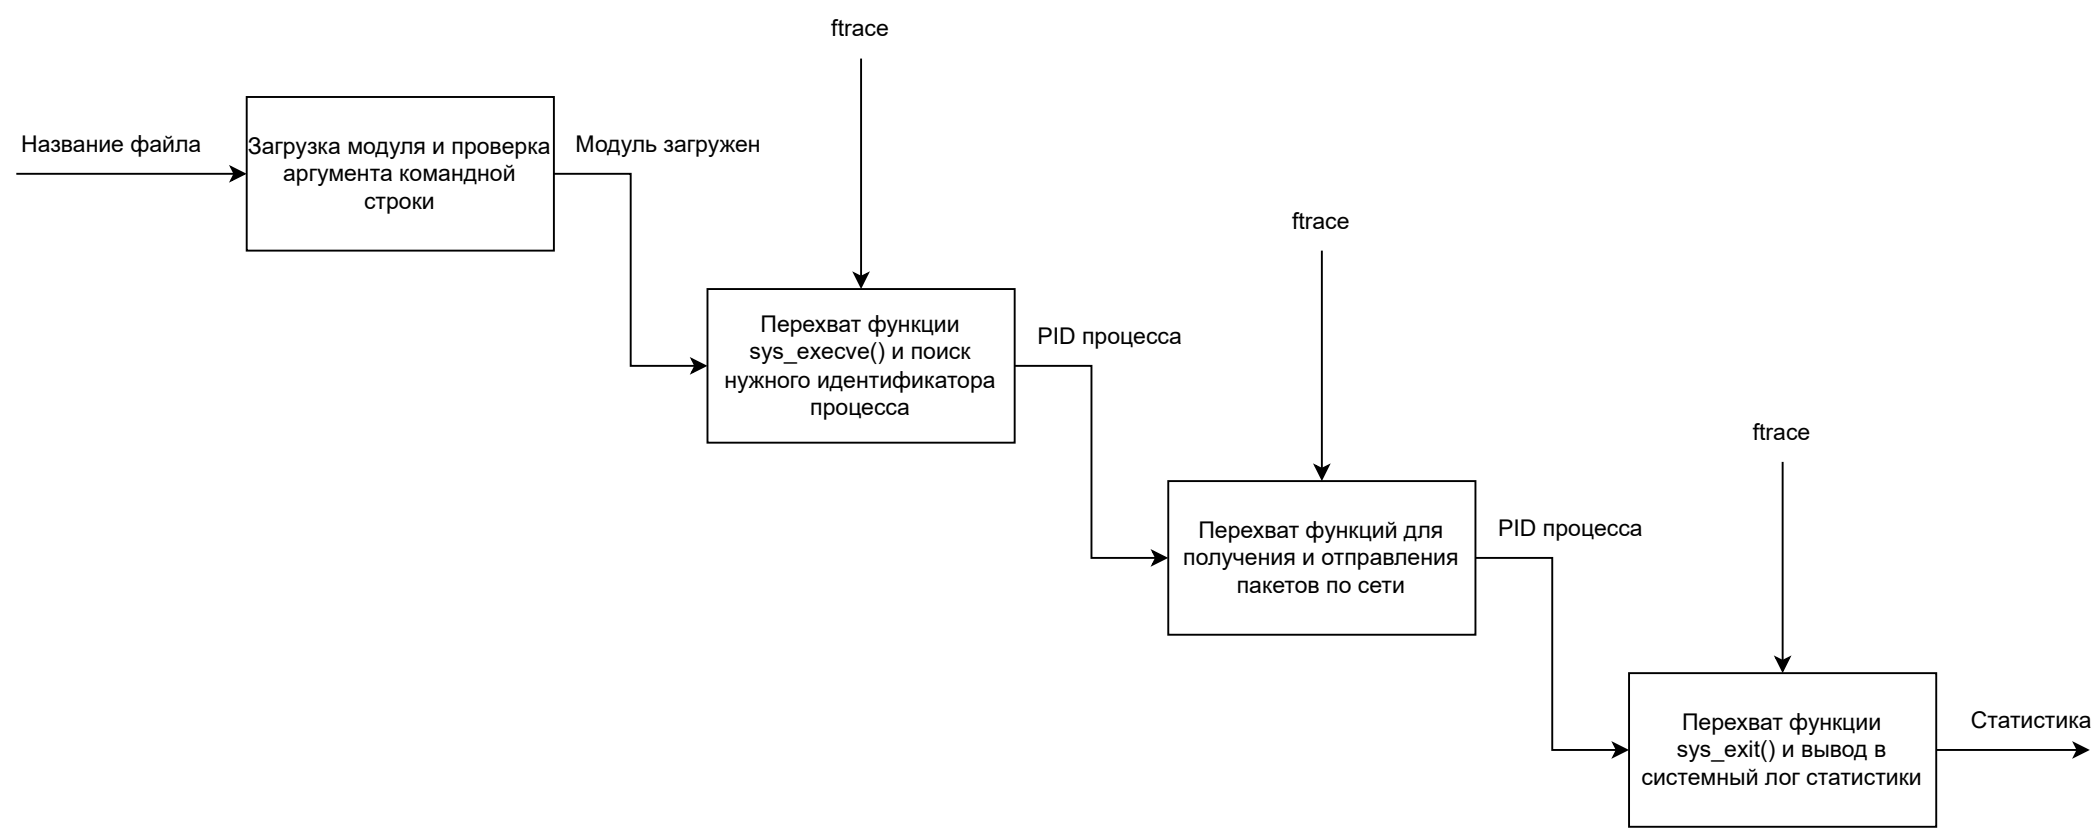 ftrace
Название файла
Загрузка модуля и проверка
аргумента командной
строки
Модуль загружен
ftrace
Перехват функции
sys_execve() и поиск
нужного идентификатора
процесса
PID процесса
ftrace
Перехват функций для
получения и отправления
пакетов по сети
PID процесса
Перехват функции
sys_exit() и вывод в
системный лог статистики
Статистика